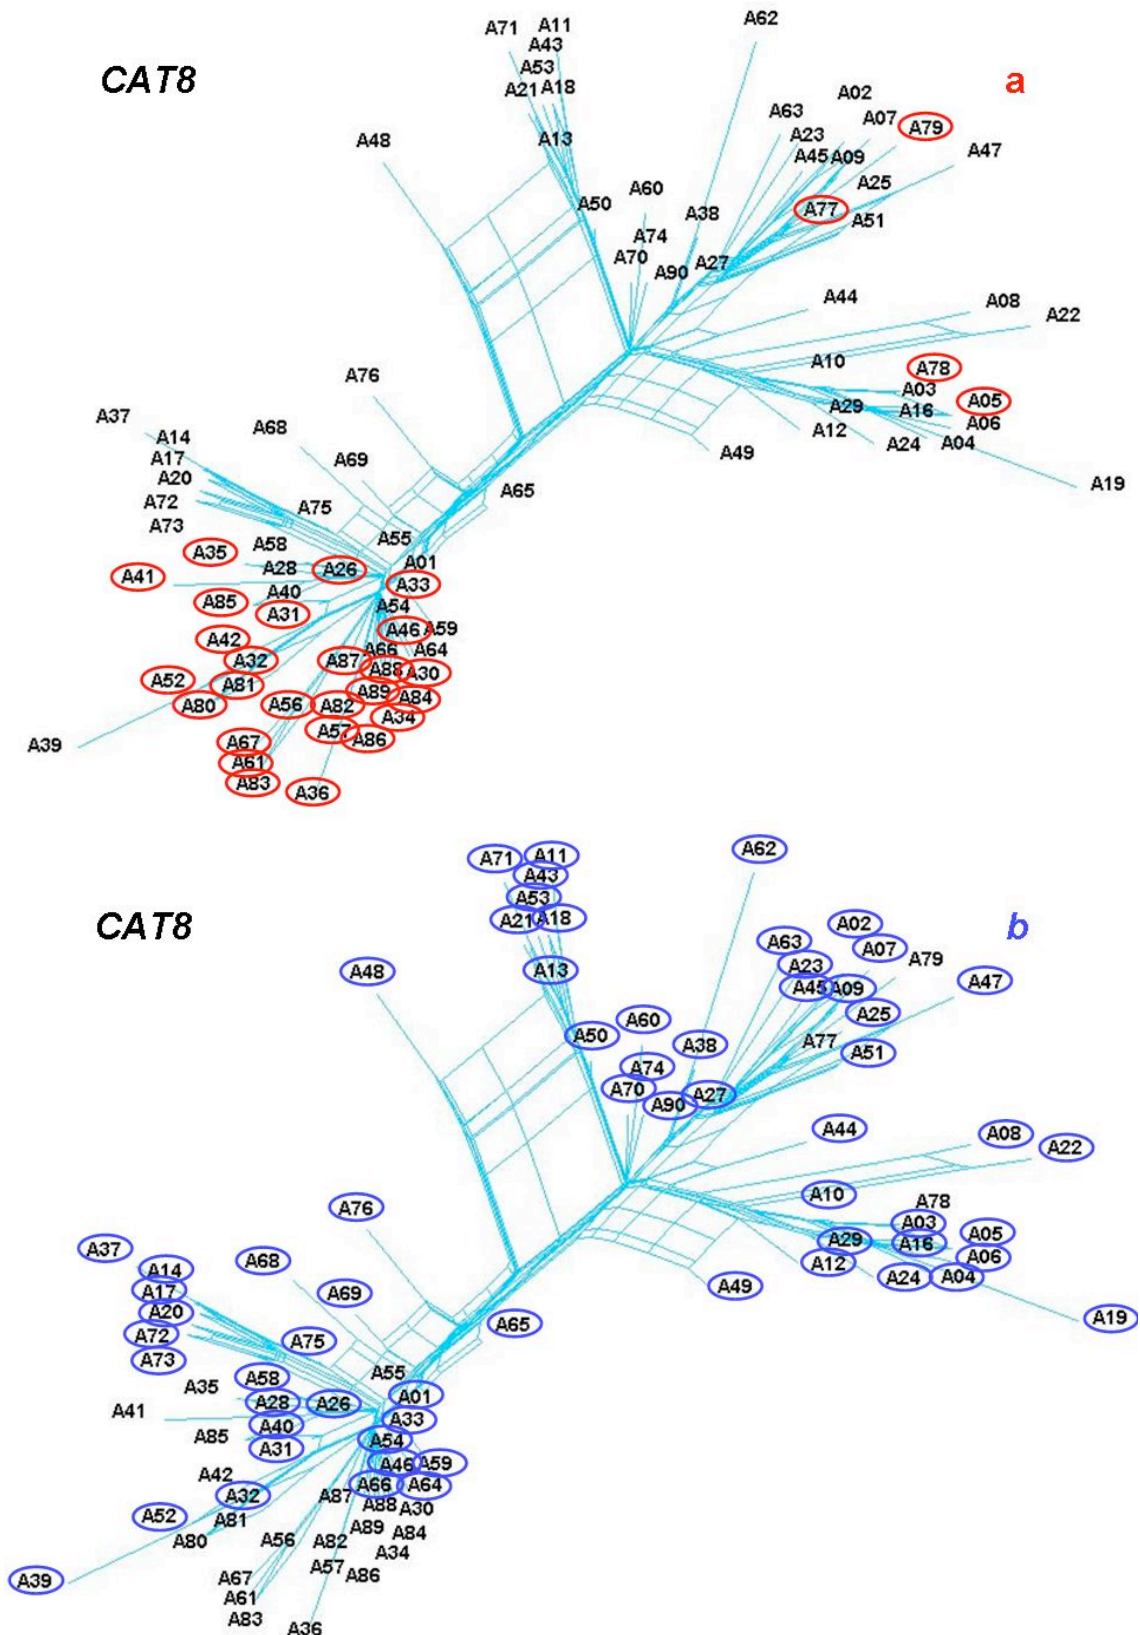 A71 A11
A43
A62
CAT8 a
A53
A21 A18
A02
A63 A07 A79
A48 A13 A23
A45 A09 A47
A60 A25
A50 A38 A77 A51
A74
A70 A90 A27
A44 A08
A22
A10 A78
A76 A03 A05
A29 A16
A37 A68 A12 A24 A04 A06
A14
A17 A69 A49
A20 A65 A19
A72 A75
A73 A55
A35 A58 A01
A41 A28 A26 A33
A85 A40 A54
A31 A46 A59
A42 A66 A64
A32 A87 A88 A30
A52 A81 A89 A84
A80 A56 A82 A34
A39 A67 A57 A86
A61
A83 A36
A71 A11 A62
A43
A53
CAT8 b
A21 A18 A02
A63 A07
A48 A13 A23 A79
A45 A09 A47
A60 A25
A50 A38 A77 A51
A74
A70 A90 A27
A44 A08
A22
A10 A78
A76 A03 A05
A37 A29 A16
A68 A12 A06
A14 A24 A04
A17 A69 A49
A20 A65 A19
A72 A75
A73 A55
A35 A58 A01
A41 A28 A26 A33
A85 A40 A54
A31 A46 A59
A42 A66 A64
A32 A87 A88 A30
A52 A81 A89 A84
A80 A56 A82 A34
A39 A67 A57 A86
A61
A83 A36